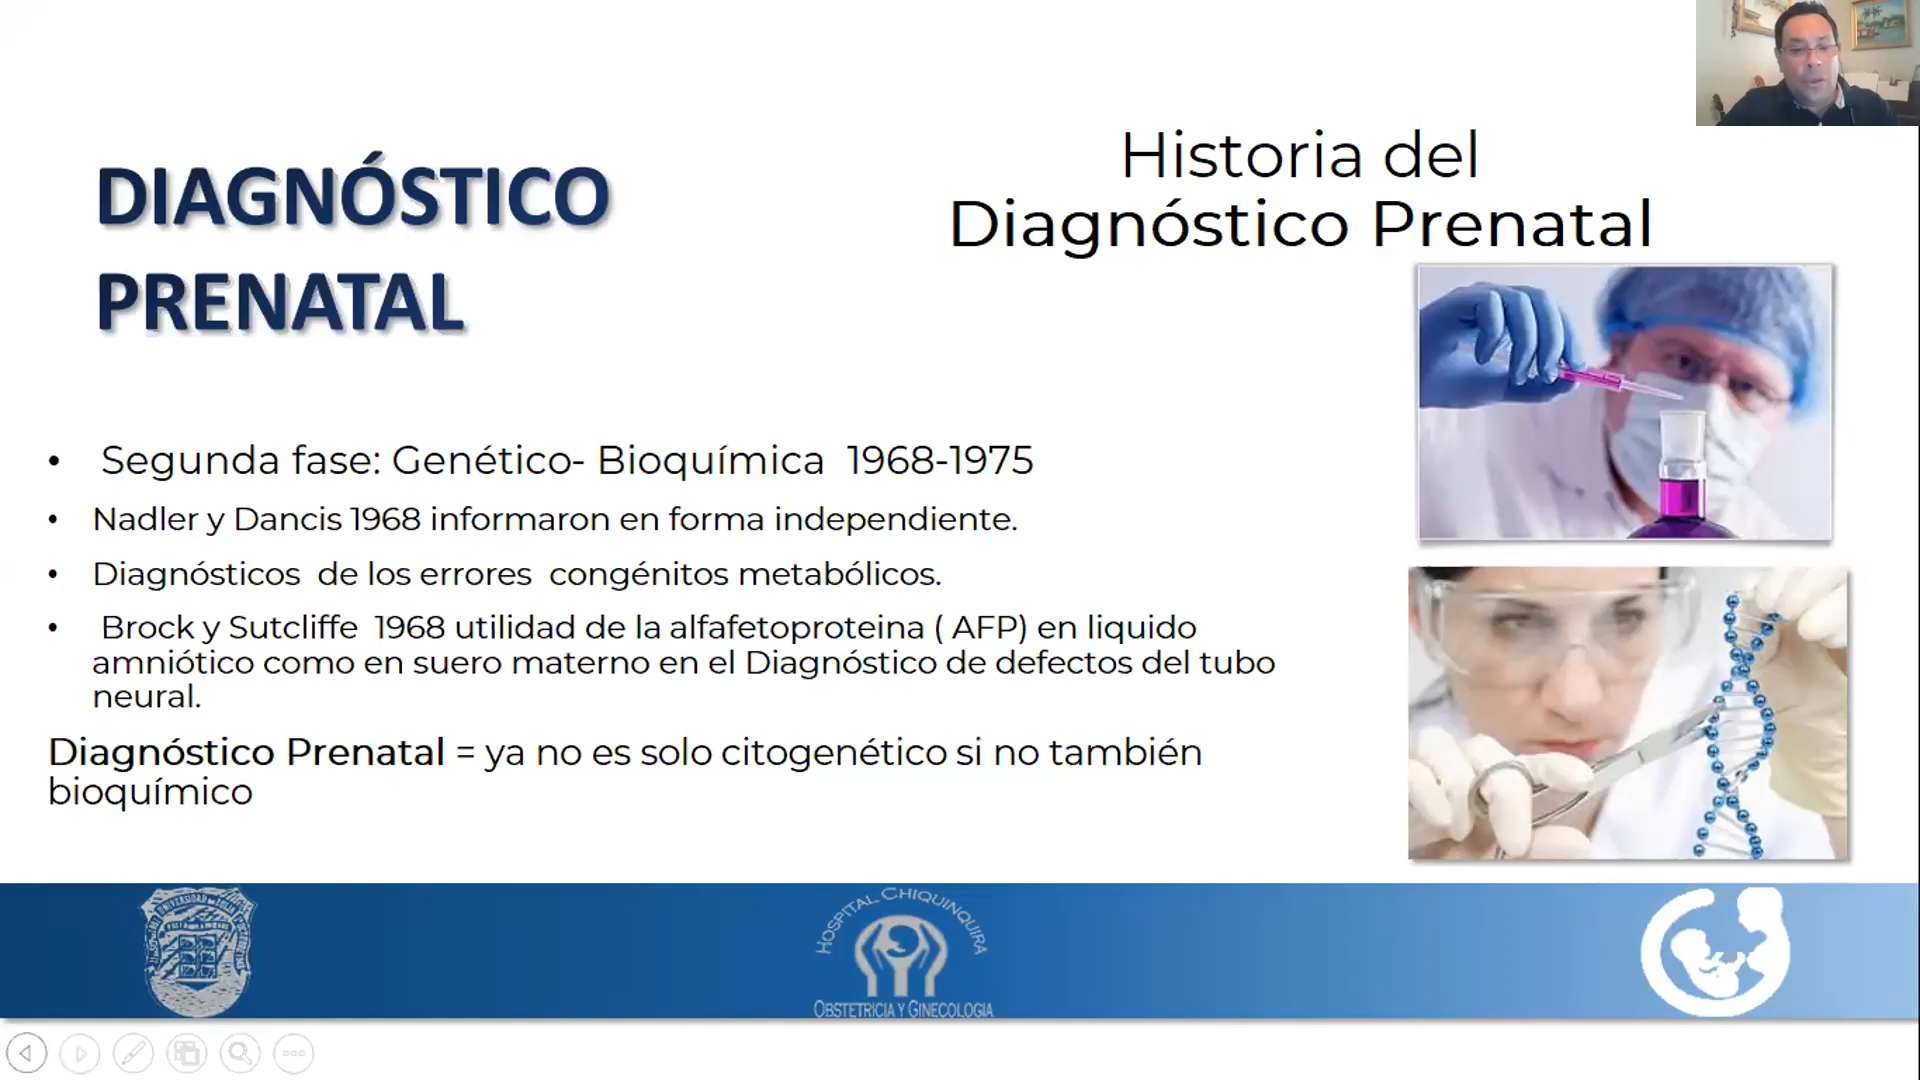 DIAGNÓSTICO
PRENATAL
Historia del
Diagnóstico Prenatal
• Segunda fase: Genético- Bioquímica 1968-1975
• Nadler y Dancis 1968 informaron en forma independiente.
• Diagnósticos de los errores congénitos metabólicos.
• Brock y Sutcliffe 1968 utilidad de la alfafetoproteina ( AFP) en liquido
amniótico como en suero materno en el Diagnóstico de defectos del tubo
neural.
Diagnóstico Prenatal = ya no es solo citogenético si no también
bioquímico
HOSPITAL CHIQUINQUIRA
OBSTETRICIA Y GINECOLOGIA